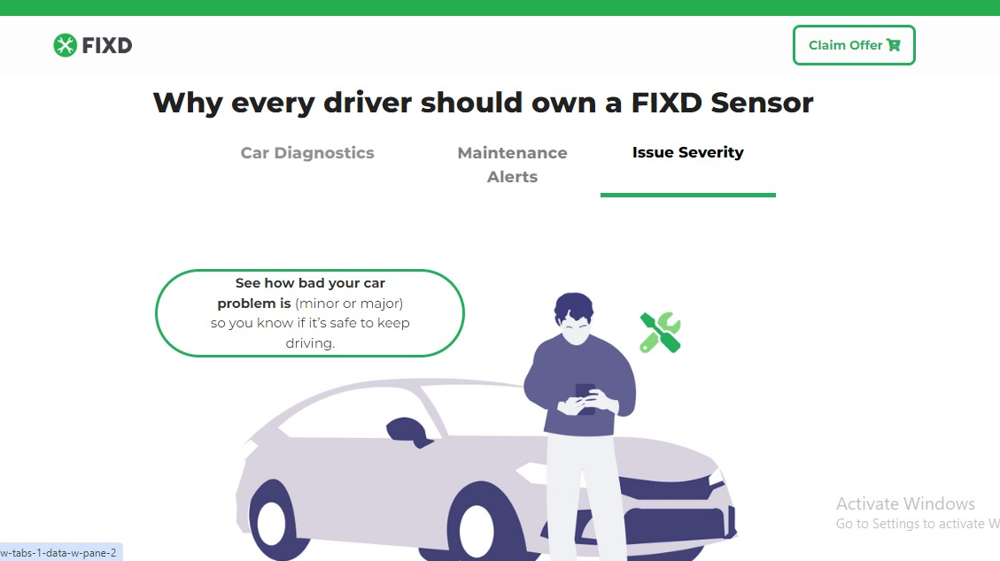 FIXD
Claim Offer
Why every driver should own a FIXD Sensor
Car Diagnostics
Maintenance
Alerts
Issue Severity
See how bad your car
problem is (minor or major)
so you know if it's safe to keep
driving.
Activate Windows
Go to Settings to activate W
w-tabs-1-data-w-pane-2